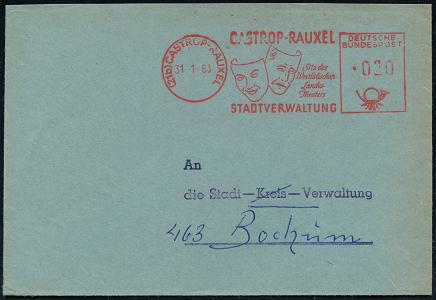 (21b) CASTROP-RAUXEL
31.1.63
CASTROP-RAUXEL
Sitz des
Westfälischen
Landes
Theaters
STADTVERWALTUNG
DEUTSCHE
BUNDESPOST
020
An
die Stadt-Kreis-Verwaltung
463 Bochum